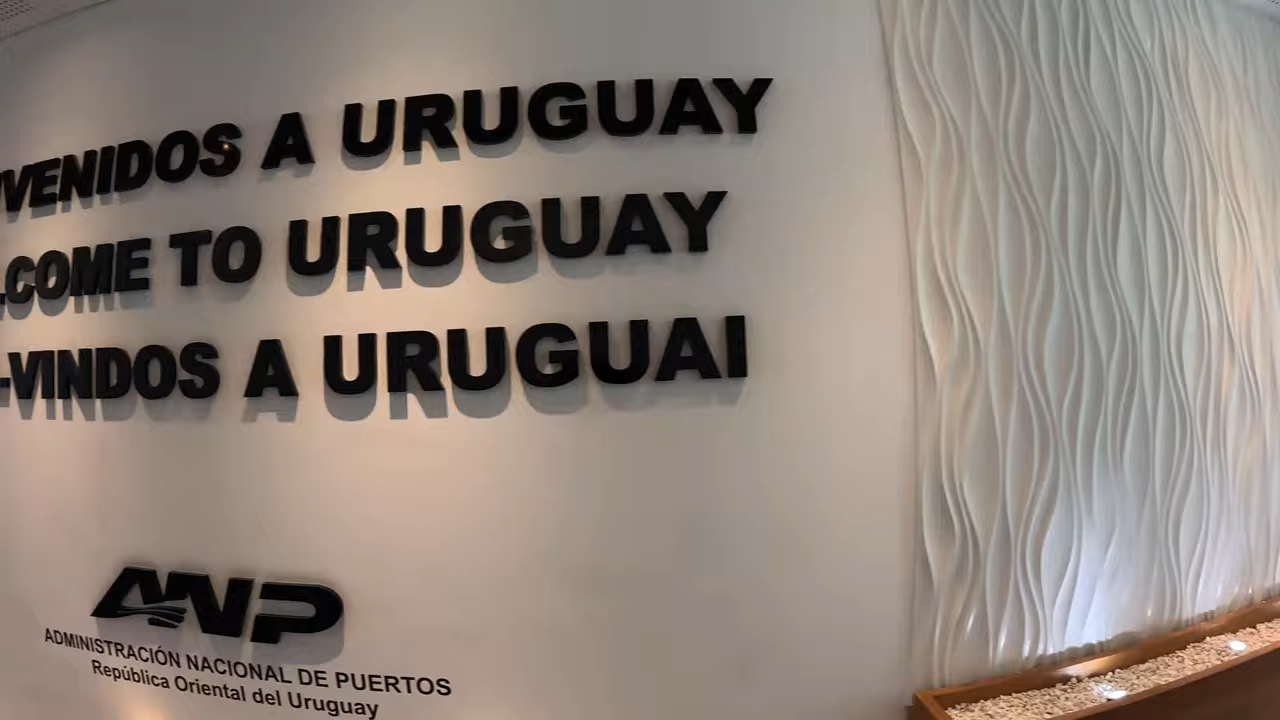 VENIDOS A URUGUAY
COME TO URUGUAY
-VINDOS A URUGUAI
ANP
ADMINISTRACIÓN NACIONAL DE PUERTOS
República Oriental del Uruguay